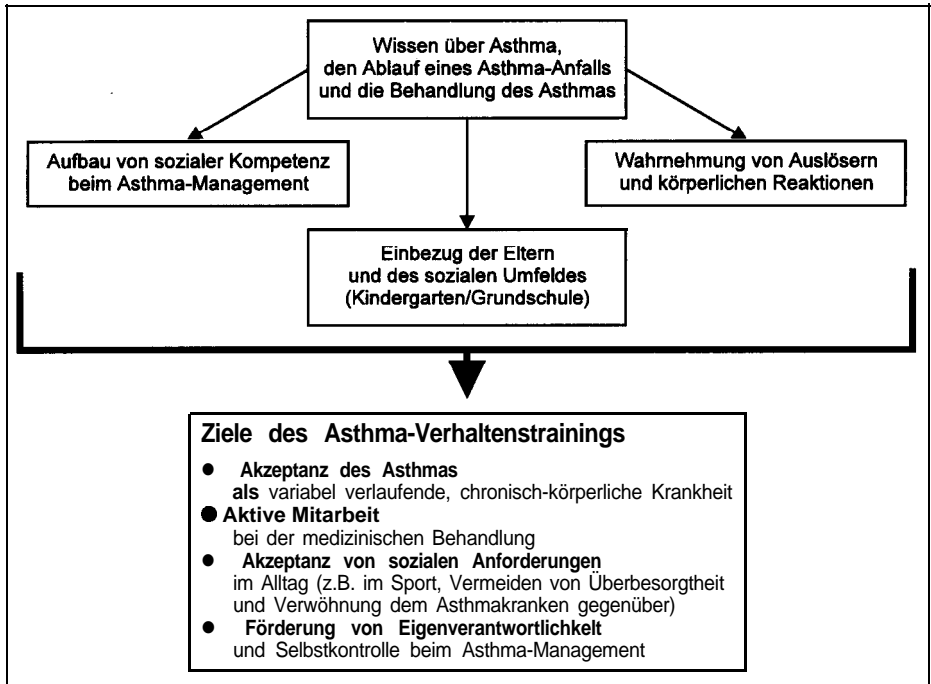 Wissen über Asthma,
den Ablauf eines Asthma-Anfalls
und die Behandlung des Asthmas
Aufbau von sozialer Kompetenz
beim Asthma-Management
Wahrnehmung von Auslösern
und körperlichen Reaktionen
Einbezug der Eltern
und des sozialen Umfeldes
(Kindergarten/Grundschule)
Ziele des Asthma-Verhaltenstrainings
● Akzeptanz des Asthmas
als variabel verlaufende, chronisch-körperliche Krankheit
● Aktive Mitarbeit
bei der medizinischen Behandlung
● Akzeptanz von sozialen Anforderungen
im Alltag (z.B. im Sport, Vermeiden von Überbesorgtheit
und Verwöhnung dem Asthmakranken gegenüber)
● Förderung von Eigenverantwortlichkelt
und Selbstkontrolle beim Asthma-Management